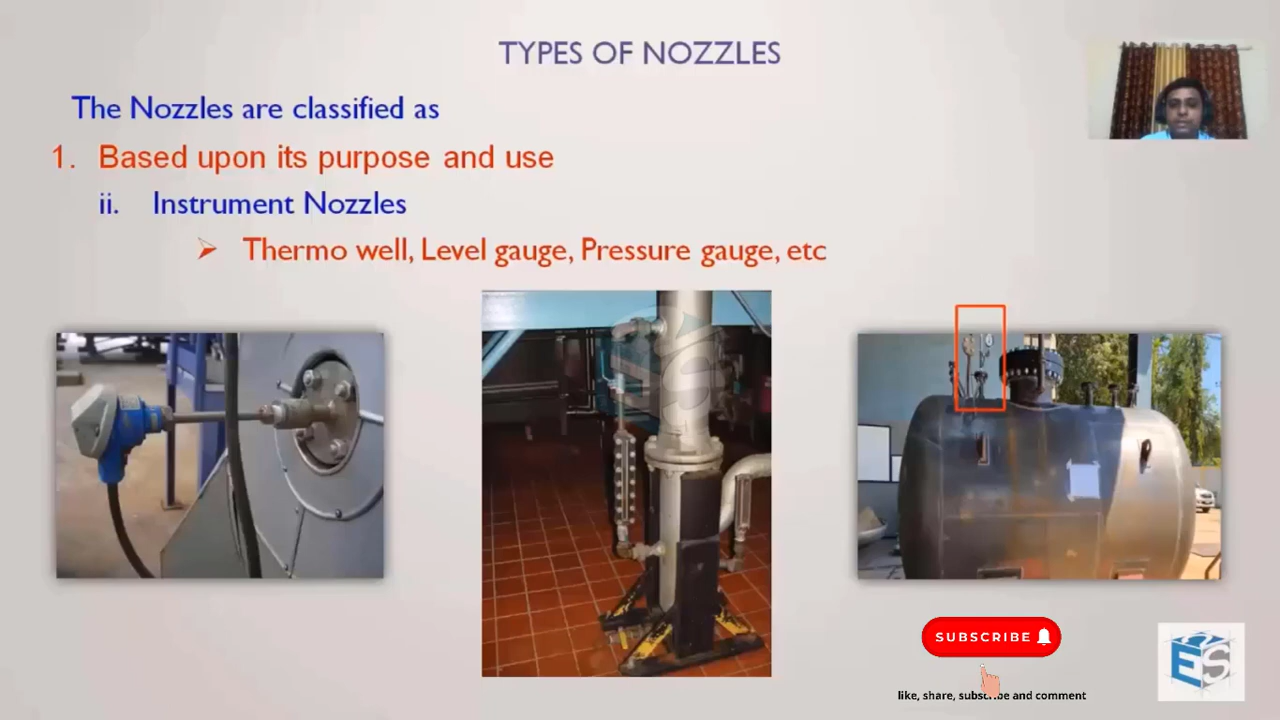 TYPES OF NOZZLES
The Nozzles are classified as
1. Based upon its purpose and use
ii. Instrument Nozzles
Thermo well, Level gauge, Pressure gauge, etc
SUBSCRIBE
like, share, subscribe and comment
ES